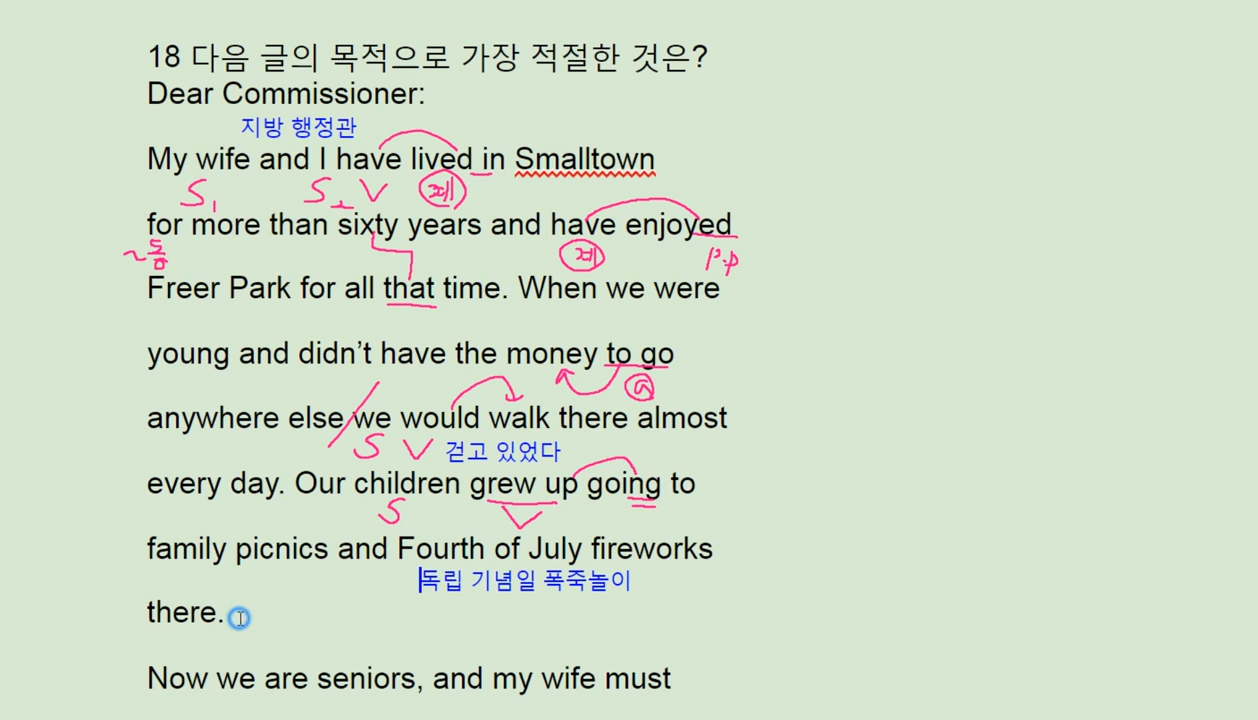 18 다음 글의 목적으로 가장 적절한 것은?
Dear Commissioner:
지방 행정관
My wife and I have lived in Smalltown
S1 S2 V 계
for more than sixty years and have enjoyed
~동 계 p.p
Freer Park for all that time. When we were
young and didn't have the money to go
anywhere else we would walk there almost
S V 걷고 있었다
every day. Our children grew up going to
S V
family picnics and Fourth of July fireworks
독립 기념일 폭죽놀이
there.
Now we are seniors, and my wife must